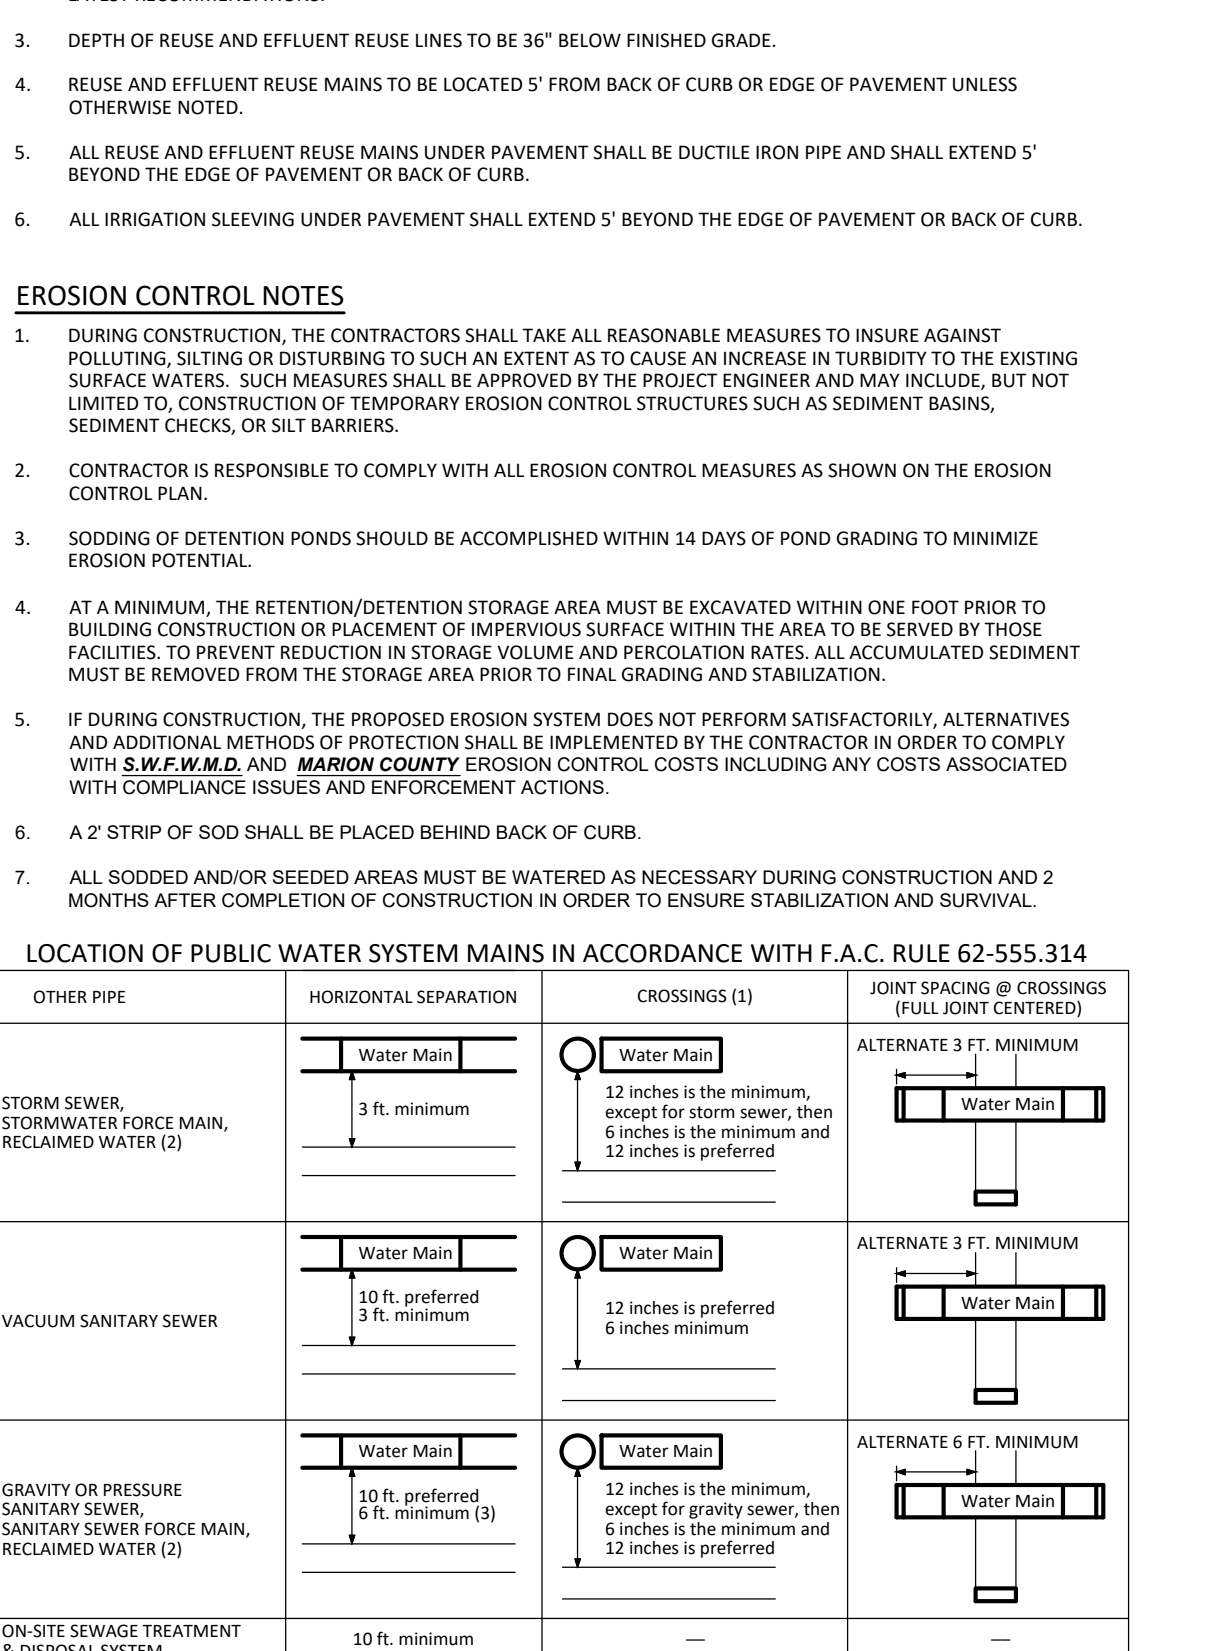 LATEST RECOMMENDATIONS.
3. DEPTH OF REUSE AND EFFLUENT REUSE LINES TO BE 36" BELOW FINISHED GRADE.
4. REUSE AND EFFLUENT REUSE MAINS TO BE LOCATED 5' FROM BACK OF CURB OR EDGE OF PAVEMENT UNLESS
OTHERWISE NOTED.
5. ALL REUSE AND EFFLUENT REUSE MAINS UNDER PAVEMENT SHALL BE DUCTILE IRON PIPE AND SHALL EXTEND 5'
BEYOND THE EDGE OF PAVEMENT OR BACK OF CURB.
6. ALL IRRIGATION SLEEVING UNDER PAVEMENT SHALL EXTEND 5' BEYOND THE EDGE OF PAVEMENT OR BACK OF CURB.
EROSION CONTROL NOTES
1. DURING CONSTRUCTION, THE CONTRACTORS SHALL TAKE ALL REASONABLE MEASURES TO INSURE AGAINST
POLLUTING, SILTING OR DISTURBING TO SUCH AN EXTENT AS TO CAUSE AN INCREASE IN TURBIDITY TO THE EXISTING
SURFACE WATERS. SUCH MEASURES SHALL BE APPROVED BY THE PROJECT ENGINEER AND MAY INCLUDE, BUT NOT
LIMITED TO, CONSTRUCTION OF TEMPORARY EROSION CONTROL STRUCTURES SUCH AS SEDIMENT BASINS,
SEDIMENT CHECKS, OR SILT BARRIERS.
2. CONTRACTOR IS RESPONSIBLE TO COMPLY WITH ALL EROSION CONTROL MEASURES AS SHOWN ON THE EROSION
CONTROL PLAN.
3. SODDING OF DETENTION PONDS SHOULD BE ACCOMPLISHED WITHIN 14 DAYS OF POND GRADING TO MINIMIZE
EROSION POTENTIAL.
4. AT A MINIMUM, THE RETENTION/DETENTION STORAGE AREA MUST BE EXCAVATED WITHIN ONE FOOT PRIOR TO
BUILDING CONSTRUCTION OR PLACEMENT OF IMPERVIOUS SURFACE WITHIN THE AREA TO BE SERVED BY THOSE
FACILITIES. TO PREVENT REDUCTION IN STORAGE VOLUME AND PERCOLATION RATES. ALL ACCUMULATED SEDIMENT
MUST BE REMOVED FROM THE STORAGE AREA PRIOR TO FINAL GRADING AND STABILIZATION.
5. IF DURING CONSTRUCTION, THE PROPOSED EROSION SYSTEM DOES NOT PERFORM SATISFACTORILY, ALTERNATIVES
AND ADDITIONAL METHODS OF PROTECTION SHALL BE IMPLEMENTED BY THE CONTRACTOR IN ORDER TO COMPLY
WITH S.W.F.W.M.D. AND MARION COUNTY EROSION CONTROL COSTS INCLUDING ANY COSTS ASSOCIATED
WITH COMPLIANCE ISSUES AND ENFORCEMENT ACTIONS.
6. A 2' STRIP OF SOD SHALL BE PLACED BEHIND BACK OF CURB.
7. ALL SODDED AND/OR SEEDED AREAS MUST BE WATERED AS NECESSARY DURING CONSTRUCTION AND 2
MONTHS AFTER COMPLETION OF CONSTRUCTION IN ORDER TO ENSURE STABILIZATION AND SURVIVAL.
LOCATION OF PUBLIC WATER SYSTEM MAINS IN ACCORDANCE WITH F.A.C. RULE 62-555.314
OTHER PIPE
HORIZONTAL SEPARATION
CROSSINGS (1)
JOINT SPACING @ CROSSINGS
(FULL JOINT CENTERED)
STORM SEWER,
STORMWATER FORCE MAIN,
RECLAIMED WATER (2)
Water Main
3 ft. minimum
Water Main
12 inches is the minimum,
except for storm sewer, then
6 inches is the minimum and
12 inches is preferred
ALTERNATE 3 FT. MINIMUM
Water Main
VACUUM SANITARY SEWER
Water Main
10 ft. preferred
3 ft. minimum
Water Main
12 inches is preferred
6 inches minimum
ALTERNATE 3 FT. MINIMUM
Water Main
GRAVITY OR PRESSURE
SANITARY SEWER,
SANITARY SEWER FORCE MAIN,
RECLAIMED WATER (2)
Water Main
10 ft. preferred
6 ft. minimum (3)
Water Main
12 inches is the minimum,
except for gravity sewer, then
6 inches is the minimum and
12 inches is preferred
ALTERNATE 6 FT. MINIMUM
Water Main
ON-SITE SEWAGE TREATMENT
& DISPOSAL SYSTEM
10 ft. minimum
—
—